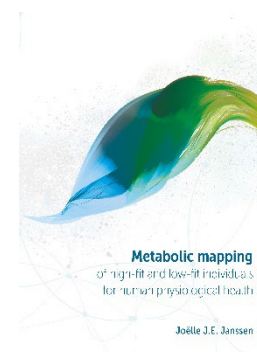 Metabolic mapping
of high-fit and low-fit individuals
for human physiological health
Joëlle J.E. Janssen